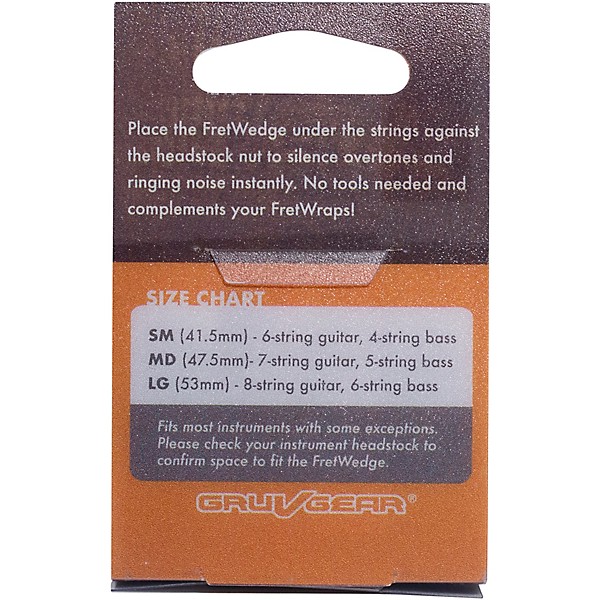 Place the FretWedge under the strings against
the headstock nut to silence overtones and
ringing noise instantly. No tools needed and
complements your FretWraps!
SIZE CHART
SM (41.5mm) - 6-string guitar, 4-string bass
MD (47.5mm)- 7-string guitar, 5-string bass
LG (53mm) - 8-string guitar, 6-string bass
Fits most instruments with some exceptions.
Please check your instrument headstock to
confirm space to fit the FretWedge.
GRUVGEAR®